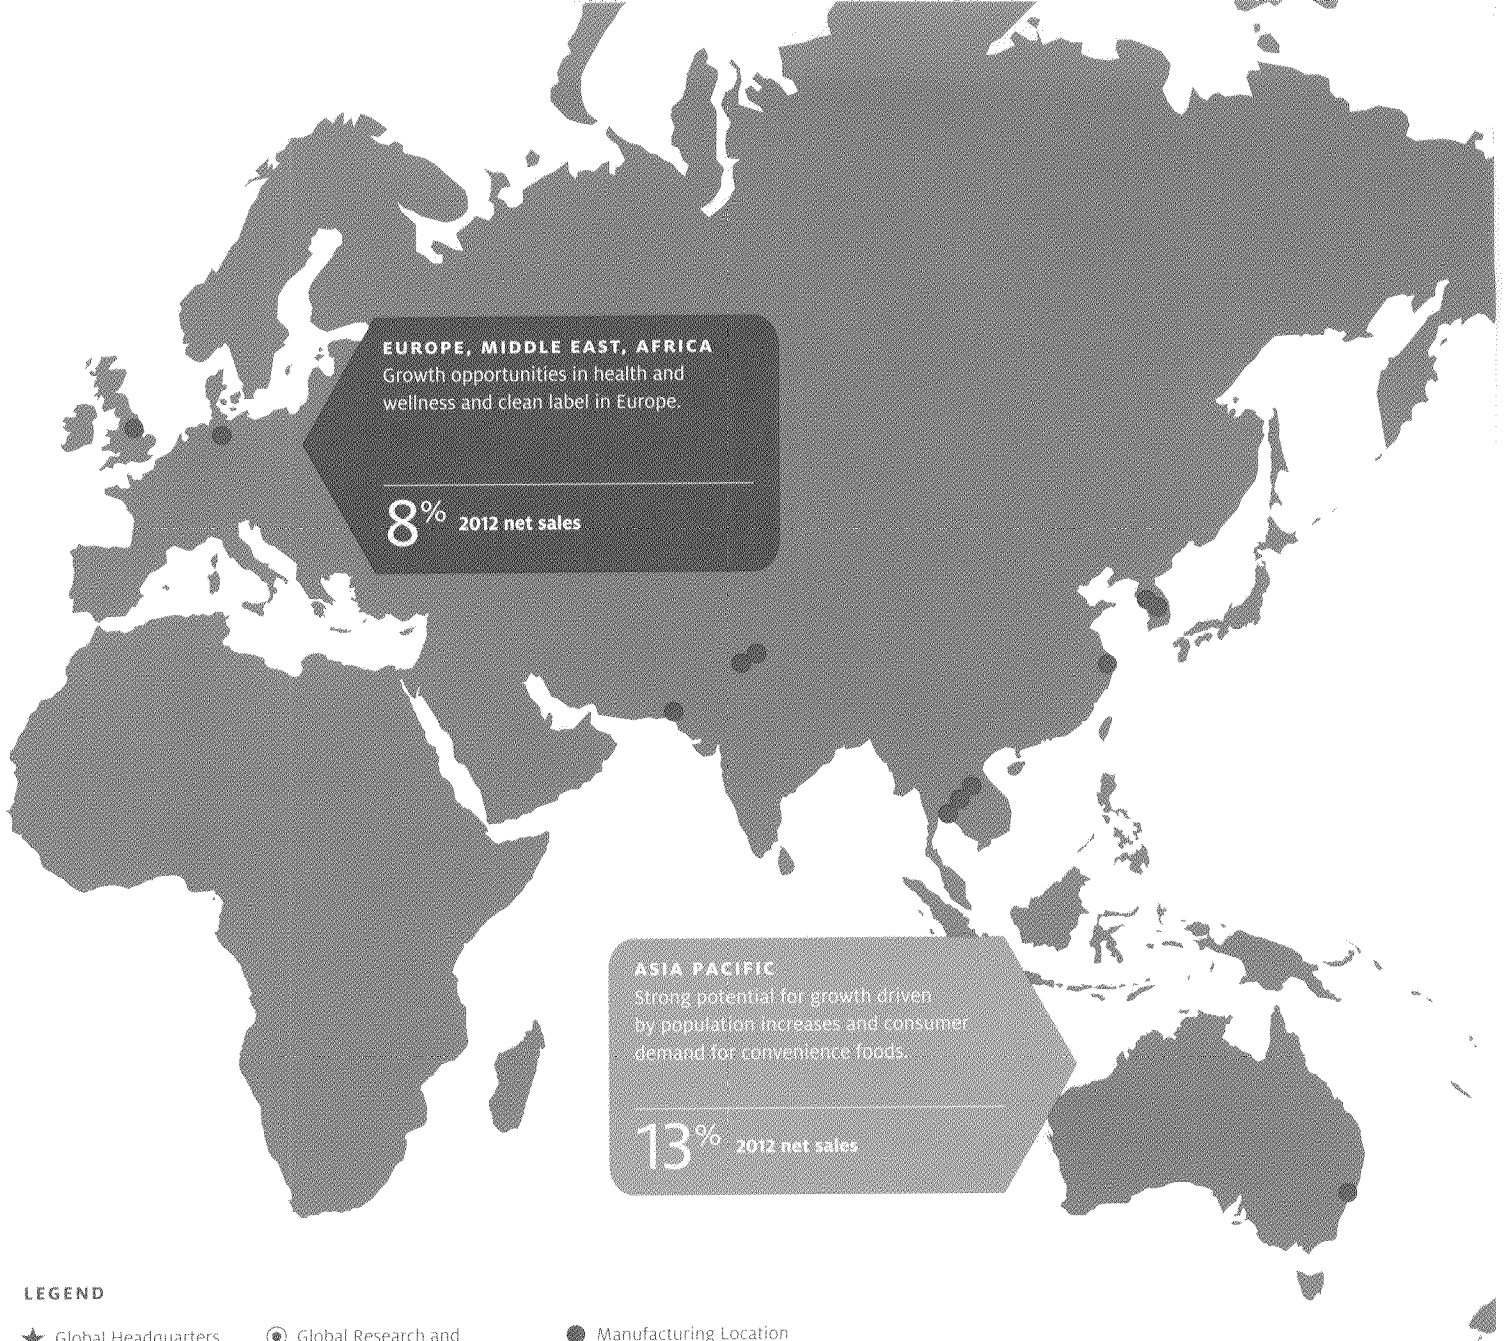 EUROPE, MIDDLE EAST, AFRICA
Growth opportunities in health and
wellness and clean label in Europe.
8% 2012 net sales
ASIA PACIFIC
Strong potential for growth driven
by population increases and consumer
demand for convenience foods.
13% 2012 net sales
LEGEND
Global Headquarters
Global Research and
Manufacturing Location